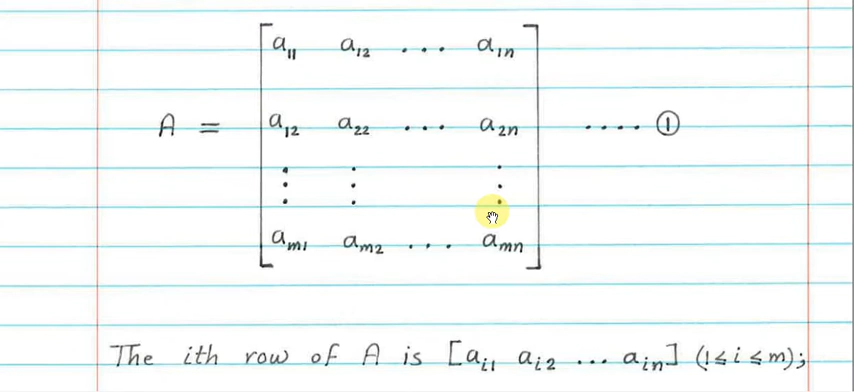 a₁₁ a₁₂ ... a₁ₙ
A = a₁₂ a₂₂ ... a₂ₙ .... ①
⋮ ⋮ ⋮
aₘ₁ aₘ₂ ... aₘₙ
The ith row of A is [aᵢ₁ aᵢ₂ ... aᵢₙ] (1≤i≤m);